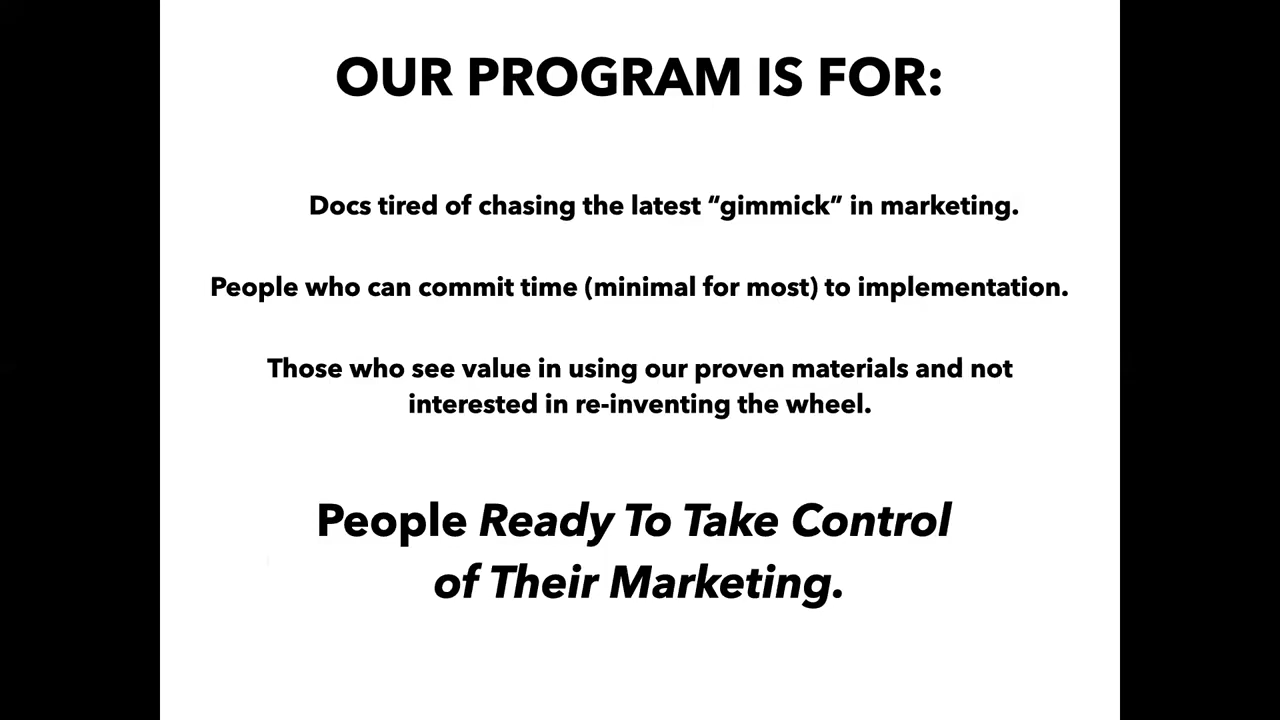 OUR PROGRAM IS FOR:
Docs tired of chasing the latest “gimmick” in marketing.
People who can commit time (minimal for most) to implementation.
Those who see value in using our proven materials and not
interested in re-inventing the wheel.
People Ready To Take Control
of Their Marketing.